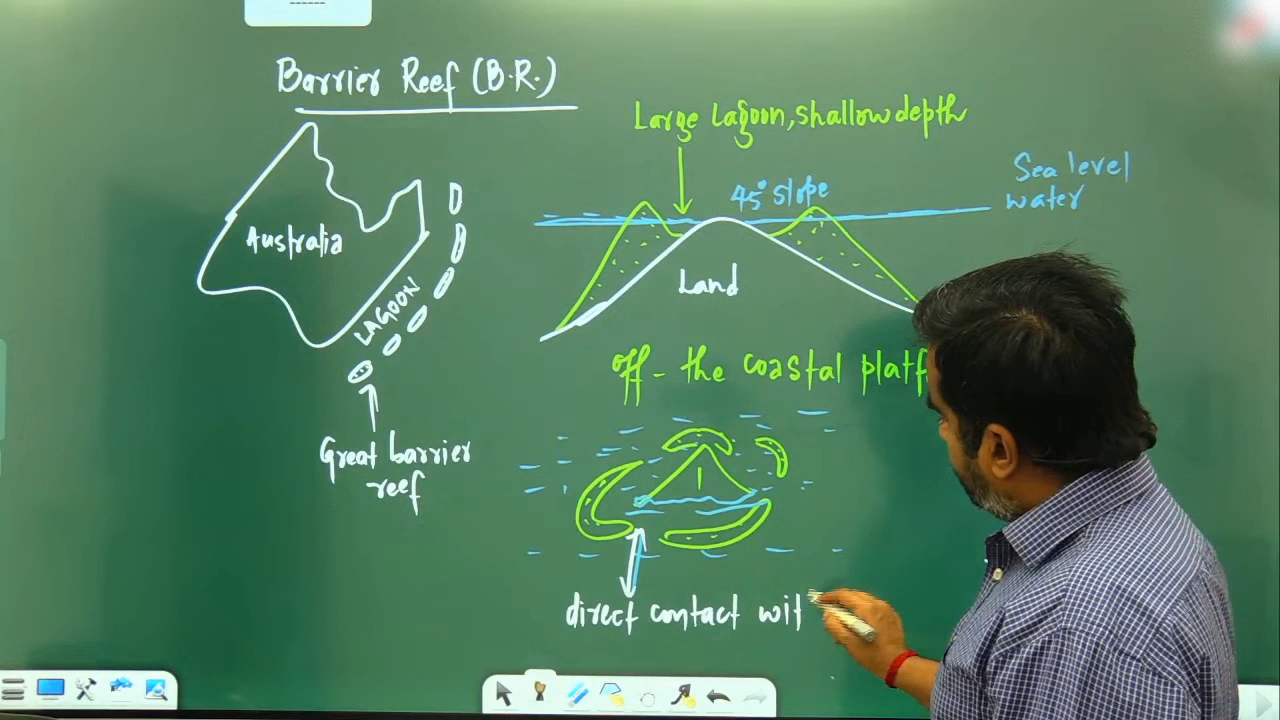 Barrier Reef (B.R.)
Large lagoon, shallow depth
Sea level
water
45° slope
Australia
LAGOON
Land
off - the coastal platf
Great barrier
reef
direct contact wit